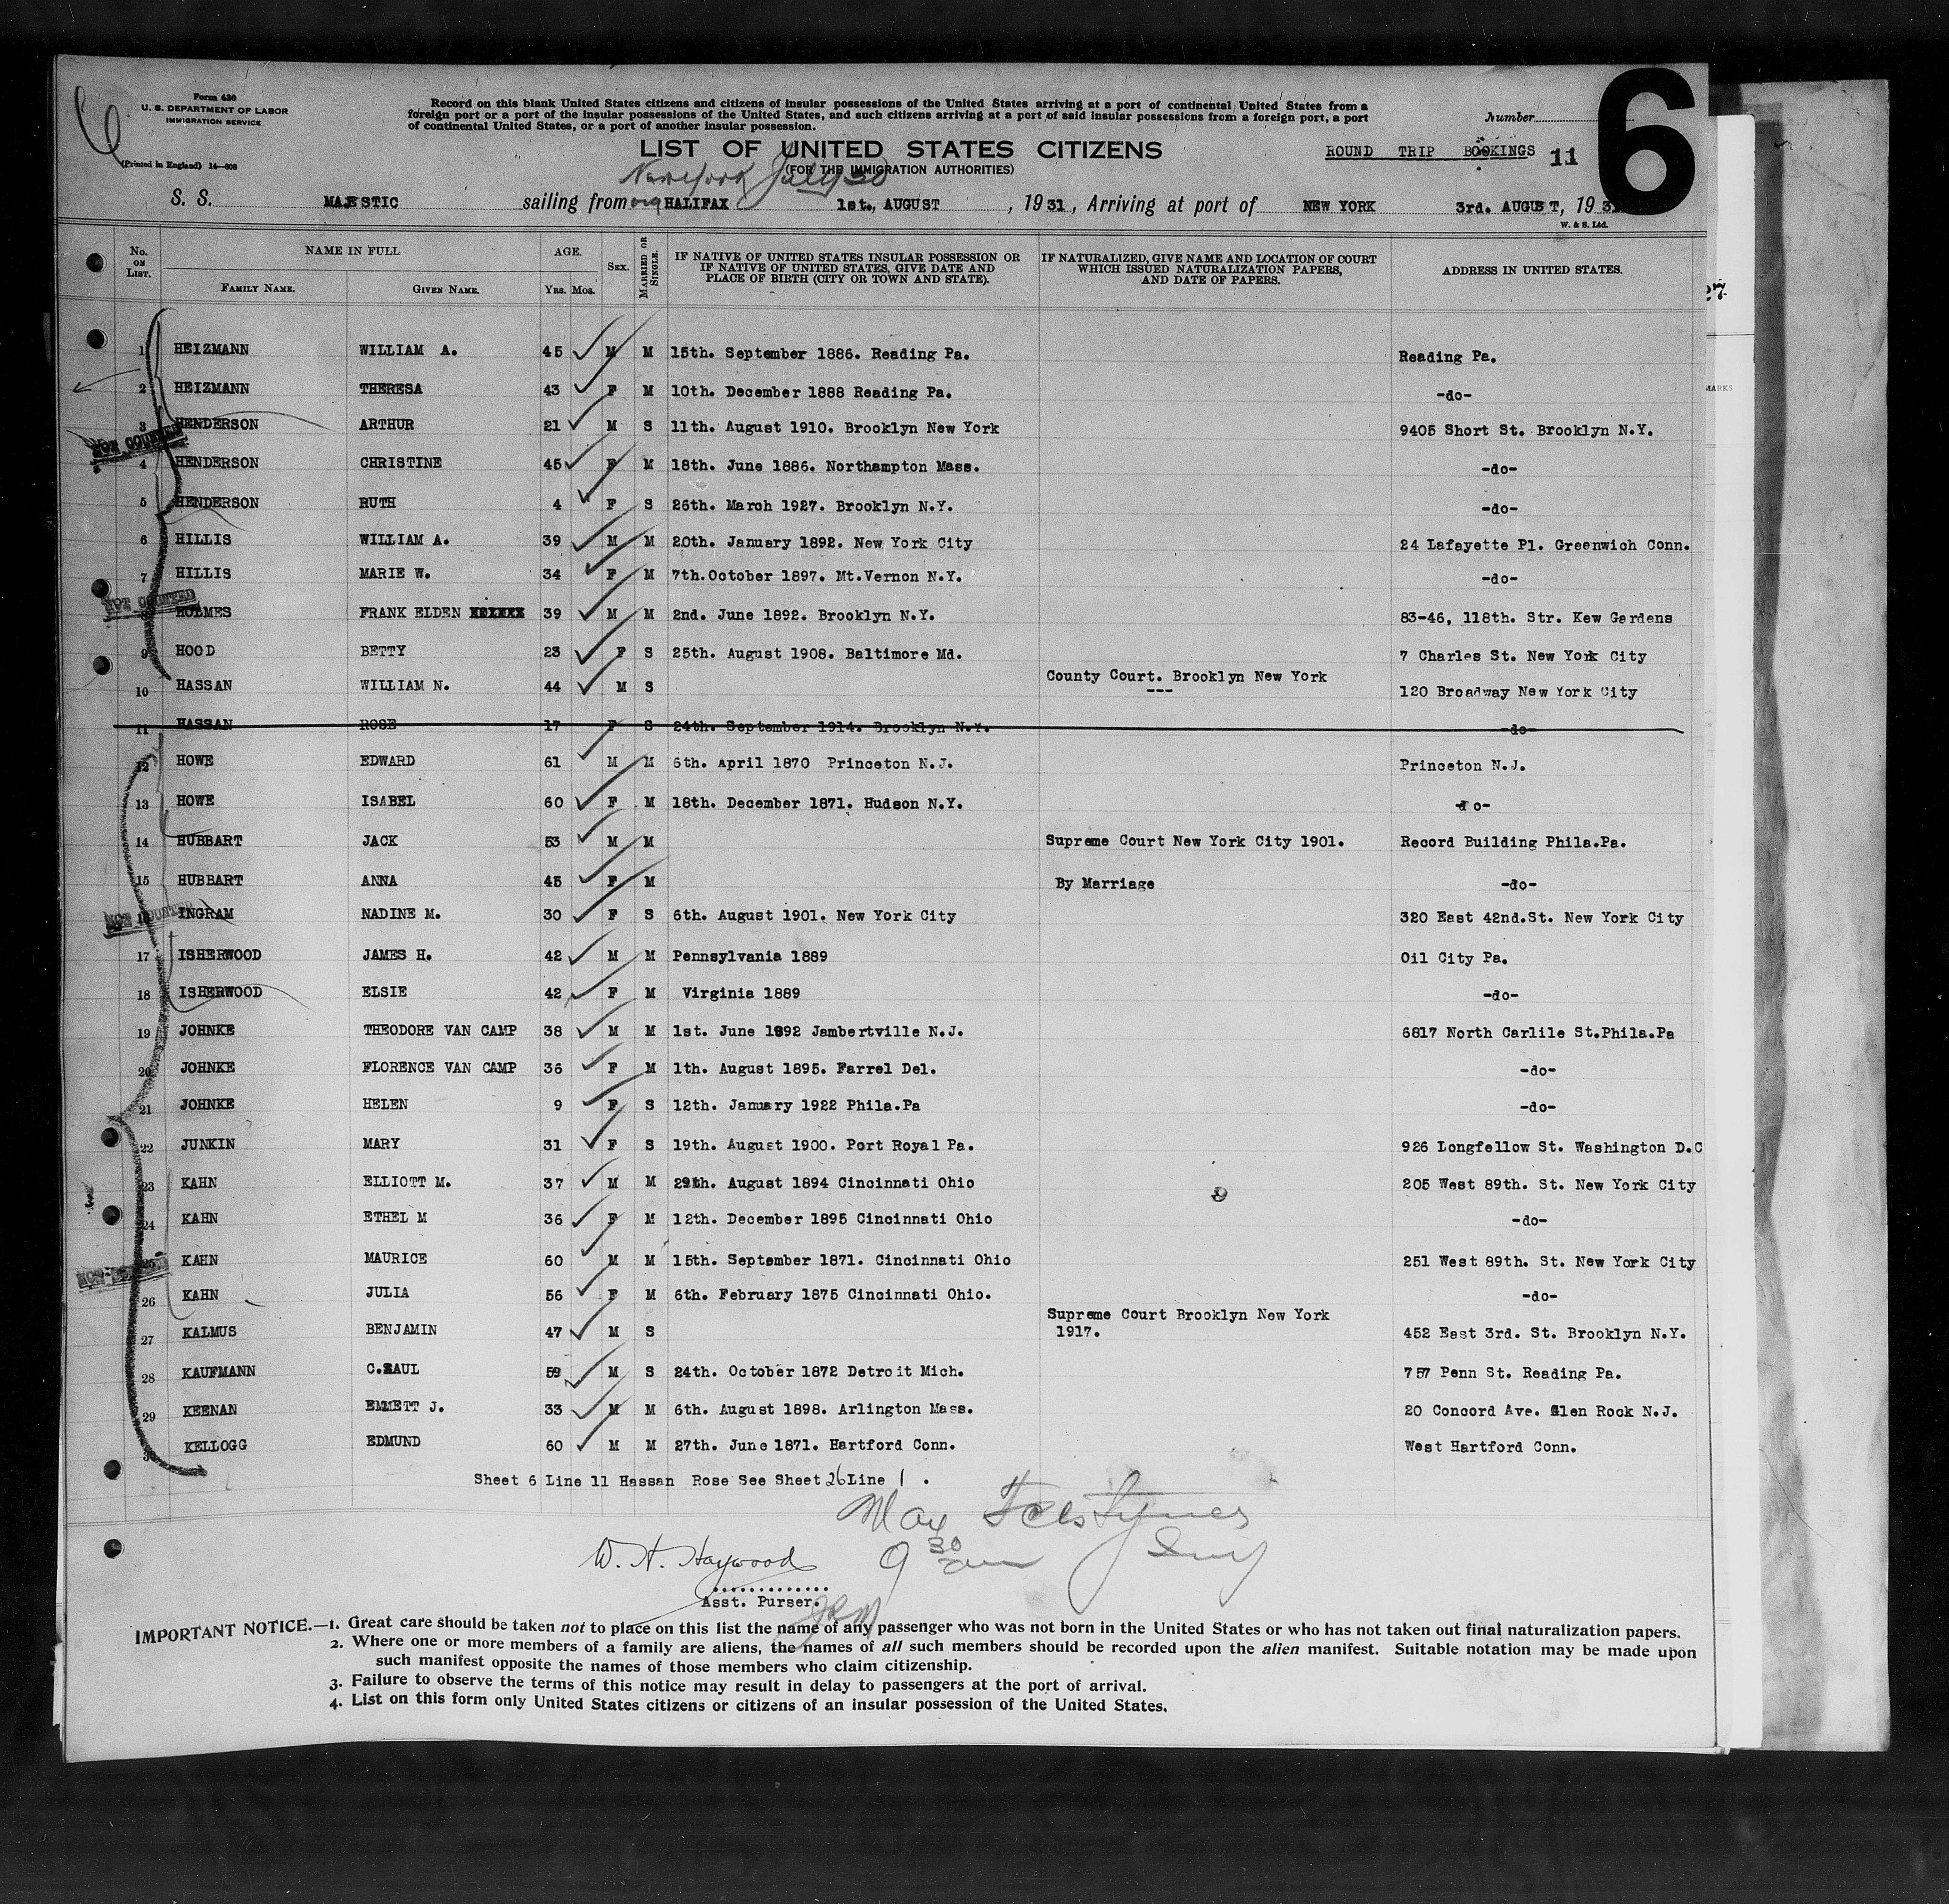 6
Form 630
U. S. DEPARTMENT OF LABOR
IMMIGRATION SERVICE
(Printed in England) 14—608
Record on this blank United States citizens and citizens of insular possessions of the United States arriving at a port of continental United States from a
foreign port or a port of the insular possessions of the United States, and such citizens arriving at a port of said insular possessions from a foreign port, a port
of continental United States, or a port of another insular possession.
Number
6
LIST OF UNITED STATES CITIZENS
(FOR THE IMMIGRATION AUTHORITIES)
ROUND TRIP BOOKINGS 11
New York July 30
S. S. MAJESTIC sailing from HALIFAX 1st., AUGUST, 1931, Arriving at port of NEW YORK 3rd. AUGUST, 1931
W. & S. Ltd.
No. ON LIST. NAME IN FULL FAMILY NAME. GIVEN NAME. AGE. YRS. MOS. SEX. MARRIED OR SINGLE. IF NATIVE OF UNITED STATES INSULAR POSSESSION OR IF NATIVE OF UNITED STATES, GIVE DATE AND PLACE OF BIRTH (CITY OR TOWN AND STATE). IF NATURALIZED, GIVE NAME AND LOCATION OF COURT WHICH ISSUED NATURALIZATION PAPERS, AND DATE OF PAPERS. ADDRESS IN UNITED STATES.
1 HEIZMANN WILLIAM A. 45 M M 15th. September 1886. Reading Pa. Reading Pa.
2 HEIZMANN THERESA 43 F M 10th. December 1888 Reading Pa. -do-
3 HENDERSON ARTHUR 21 M S 11th. August 1910. Brooklyn New York 9405 Short St. Brooklyn N.Y.
NOT COUNTED
4 HENDERSON CHRISTINE 45 F M 18th. June 1886. Northampton Mass. -do-
5 HENDERSON RUTH 4 F S 26th. March 1927. Brooklyn N.Y. -do-
6 HILLIS WILLIAM A. 39 M M 20th. January 1892. New York City 24 Lafayette Pl. Greenwich Conn.
7 HILLIS MARIE W. 34 F M 7th.October 1897. Mt.Vernon N.Y. -do-
NOT COUNTED
8 HOLMES FRANK ELDEN 39 M M 2nd. June 1892. Brooklyn N.Y. 83-46, 118th. Str. Kew Gardens
9 HOOD BETTY 23 F S 25th. August 1908. Baltimore Md. 7 Charles St. New York City
10 HASSAN WILLIAM N. 44 M S County Court. Brooklyn New York --- 120 Broadway New York City
11 HASSAN ROSE 17 F S 24th. September 1914. Brooklyn N.Y. -do-
12 HOWE EDWARD 61 M M 6th. April 1870 Princeton N.J. Princeton N.J.
13 HOWE ISABEL 60 F M 18th. December 1871. Hudson N.Y. -do-
14 HUBBART JACK 53 M M Supreme Court New York City 1901. Record Building Phila.Pa.
15 HUBBART ANNA 45 F M By Marriage -do-
NOT COUNTED
16 INGRAM NADINE M. 30 F S 6th. August 1901. New York City 320 East 42nd.St. New York City
17 ISHERWOOD JAMES H. 42 M M Pennsylvania 1889 Oil City Pa.
18 ISHERWOOD ELSIE 42 F M Virginia 1889 -do-
19 JOHNKE THEODORE VAN CAMP 38 M M 1st. June 1892 Jambertville N.J. 6817 North Carlile St.Phila.Pa
20 JOHNKE FLORENCE VAN CAMP 36 F M 1th. August 1895. Farrel Del. -do-
21 JOHNKE HELEN 9 F S 12th. January 1922 Phila.Pa -do-
22 JUNKIN MARY 31 F S 19th. August 1900. Port Royal Pa. 926 Longfellow St. Washington D.C
23 KAHN ELLIOTT M. 37 M M 29th. August 1894 Cincinnati Ohio 205 West 89th. St. New York City
24 KAHN ETHEL M 36 F M 12th. December 1895 Cincinnati Ohio -do-
25 KAHN MAURICE 60 M M 15th. September 1871. Cincinnati Ohio 251 West 89th. St. New York City
26 KAHN JULIA 56 F M 6th. February 1875 Cincinnati Ohio. -do-
27 KALMUS BENJAMIN 47 M S Supreme Court Brooklyn New York 1917. 452 East 3rd. St. Brooklyn N.Y.
28 KAUFMANN C.SAUL 59 M S 24th. October 1872 Detroit Mich. 757 Penn St. Reading Pa.
29 KEENAN EMMETT J. 33 M M 6th. August 1898. Arlington Mass. 20 Concord Ave. Glen Rock N.J.
30 KELLOGG EDMUND 60 M M 27th. June 1871. Hartford Conn. West Hartford Conn.
Sheet 6 Line 11 Hassan Rose See Sheet 26 Line 1 .
W. H. Haywood
9 30 am
Asst. Purser.
IMPORTANT NOTICE.—1. Great care should be taken not to place on this list the name of any passenger who was not born in the United States or who has not taken out final naturalization papers.
2. Where one or more members of a family are aliens, the names of all such members should be recorded upon the alien manifest. Suitable notation may be made upon
such manifest opposite the names of those members who claim citizenship.
3. Failure to observe the terms of this notice may result in delay to passengers at the port of arrival.
4. List on this form only United States citizens or citizens of an insular possession of the United States.